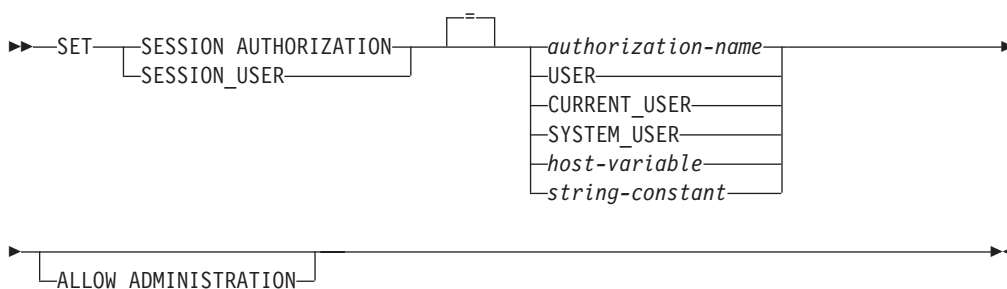 =
SET SESSION AUTHORIZATION authorization-name
SESSION_USER USER
CURRENT_USER
SYSTEM_USER
host-variable
string-constant
ALLOW ADMINISTRATION